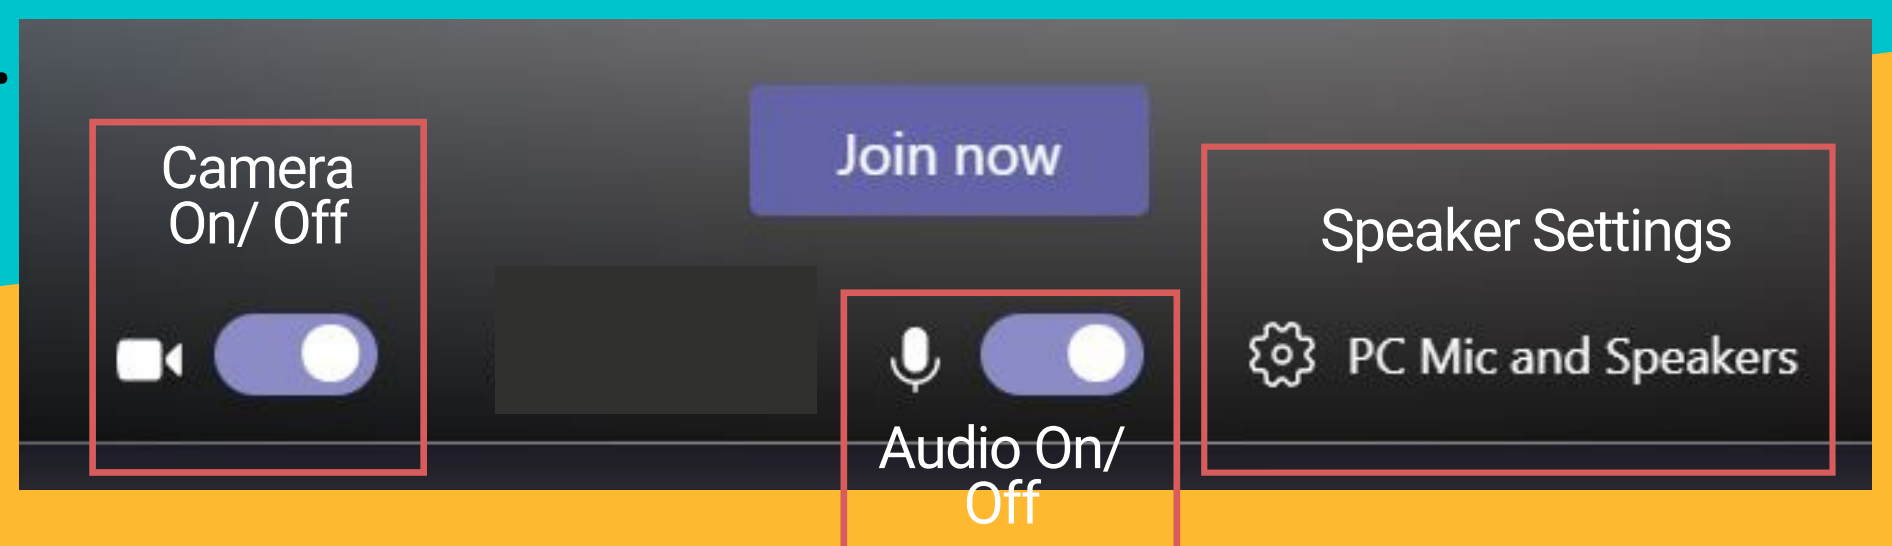 Join now
Camera
On/ Off
Speaker Settings
PC Mic and Speakers
Audio On/
Off